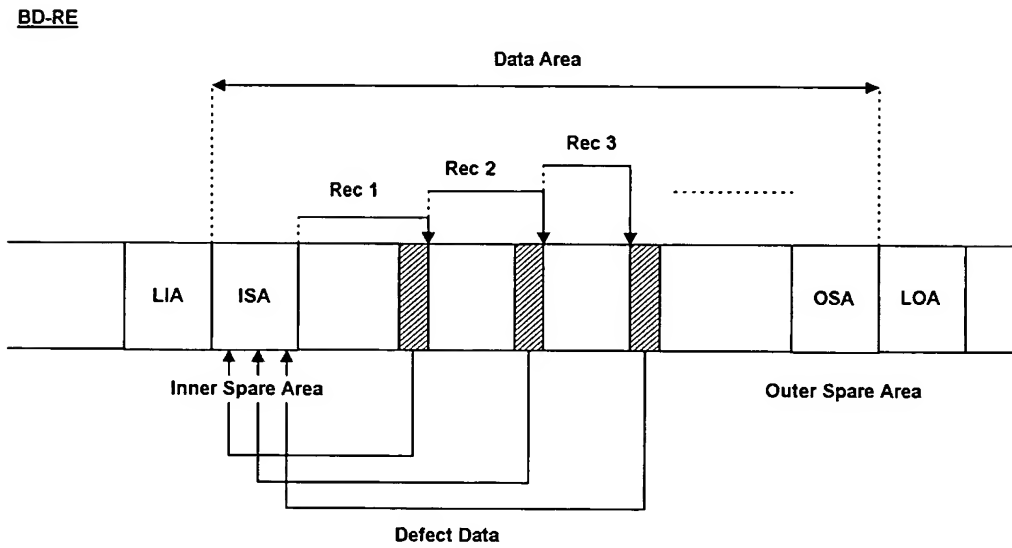 BD-RE
Data Area
Rec 3
Rec 2
Rec 1
LIA
ISA
OSA
LOA
Inner Spare Area
Outer Spare Area
Defect Data